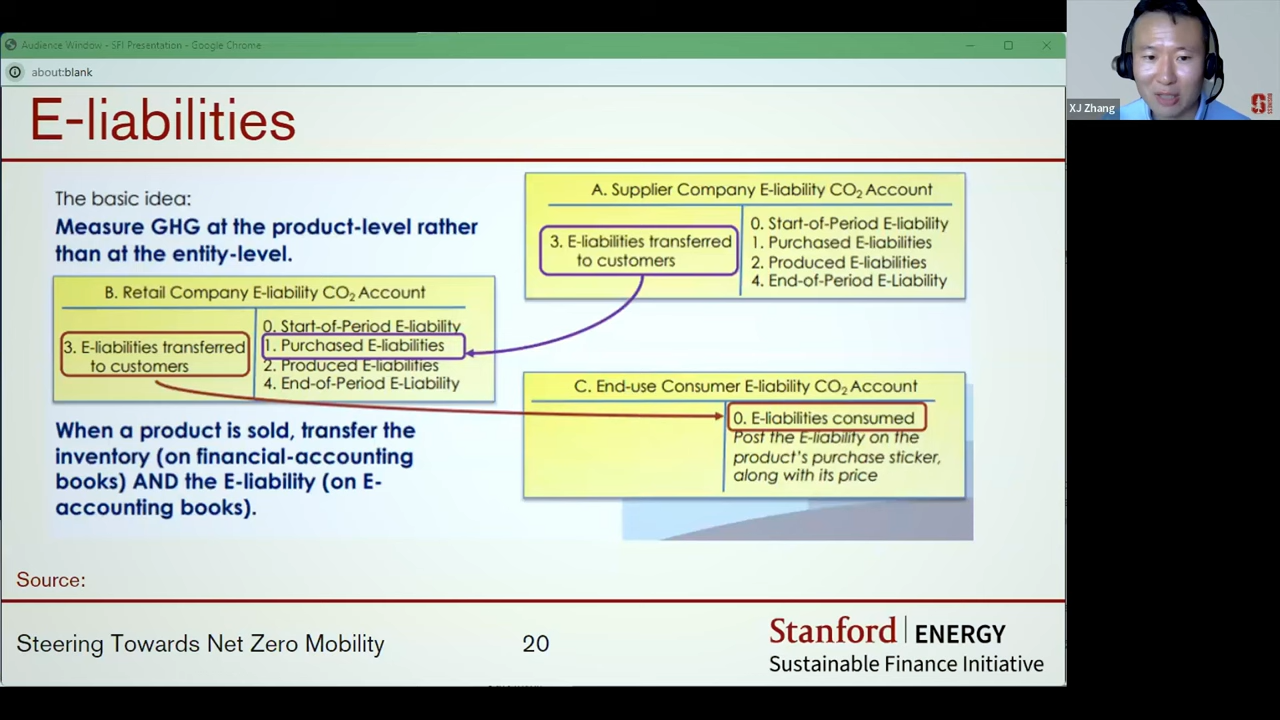 Audience Window - SFI Presentation - Google Chrome
about:blank
XJ Zhang
E-liabilities
The basic idea:
Measure GHG at the product-level rather
than at the entity-level.
A. Supplier Company E-liability CO2 Account
3. E-liabilities transferred
to customers
0. Start-of-Period E-liability
1. Purchased E-liabilities
2. Produced E-liabilities
4. End-of-Period E-Liability
B. Retail Company E-liability CO2 Account
3. E-liabilities transferred
to customers
0. Start-of-Period E-liability
1. Purchased E-liabilities
2. Produced E-liabilities
4. End-of-Period E-Liability
C. End-use Consumer E-liability CO2 Account
0. E-liabilities consumed
Post the E-liability on the
product's purchase sticker,
along with its price
When a product is sold, transfer the
inventory (on financial-accounting
books) AND the E-liability (on E-
accounting books).
Source:
Steering Towards Net Zero Mobility
20
Stanford | ENERGY
Sustainable Finance Initiative